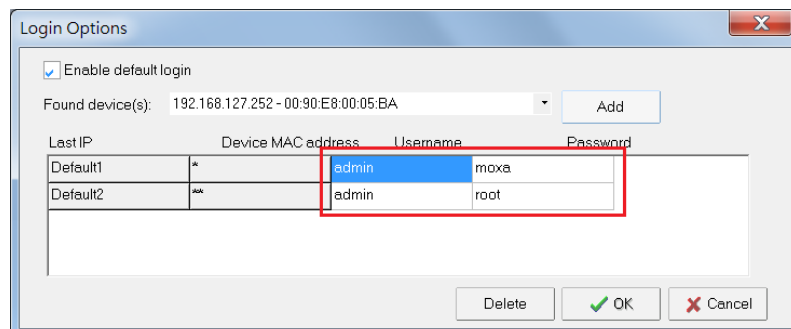 Login Options
Enable default login
Found device(s): 192.168.127.252 - 00:90:E8:00:05:BA Add
Last IP Device MAC address Username Password
Default1 * admin moxa
Default2 ** admin root
Delete OK Cancel